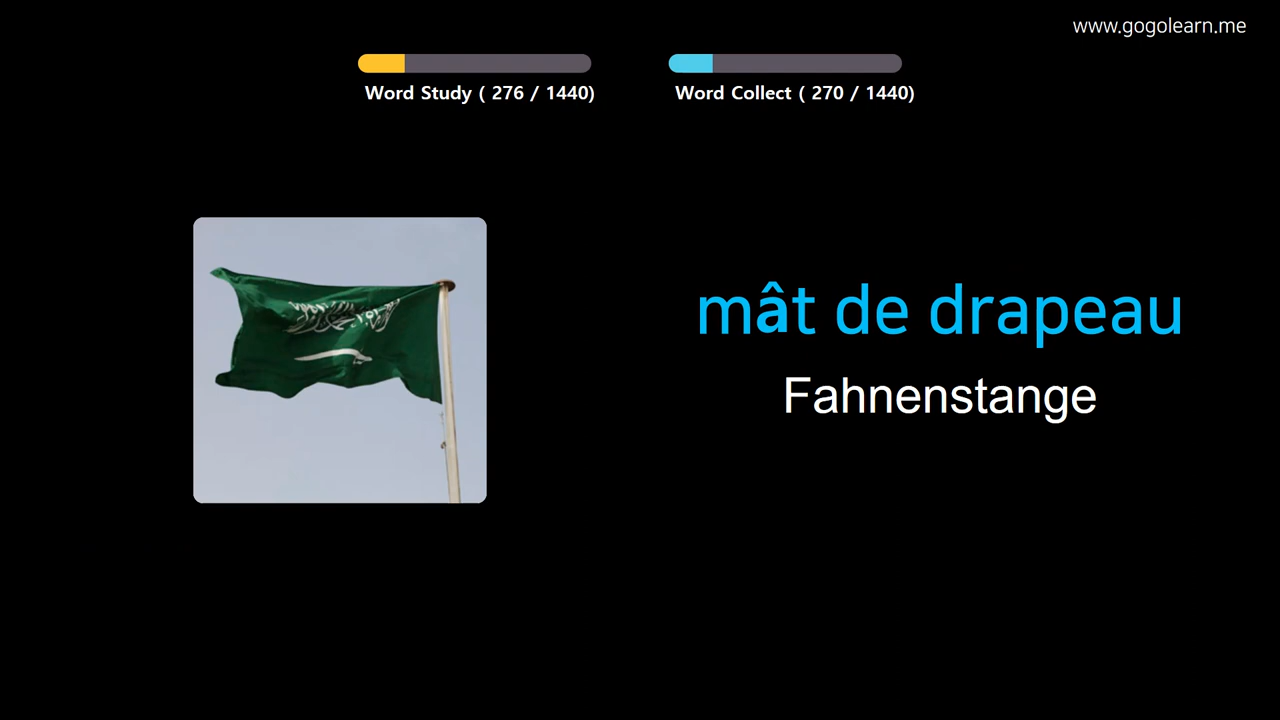 www.gogolearn.me
Word Study ( 276 / 1440)
Word Collect ( 270 / 1440)
mât de drapeau
Fahnenstange